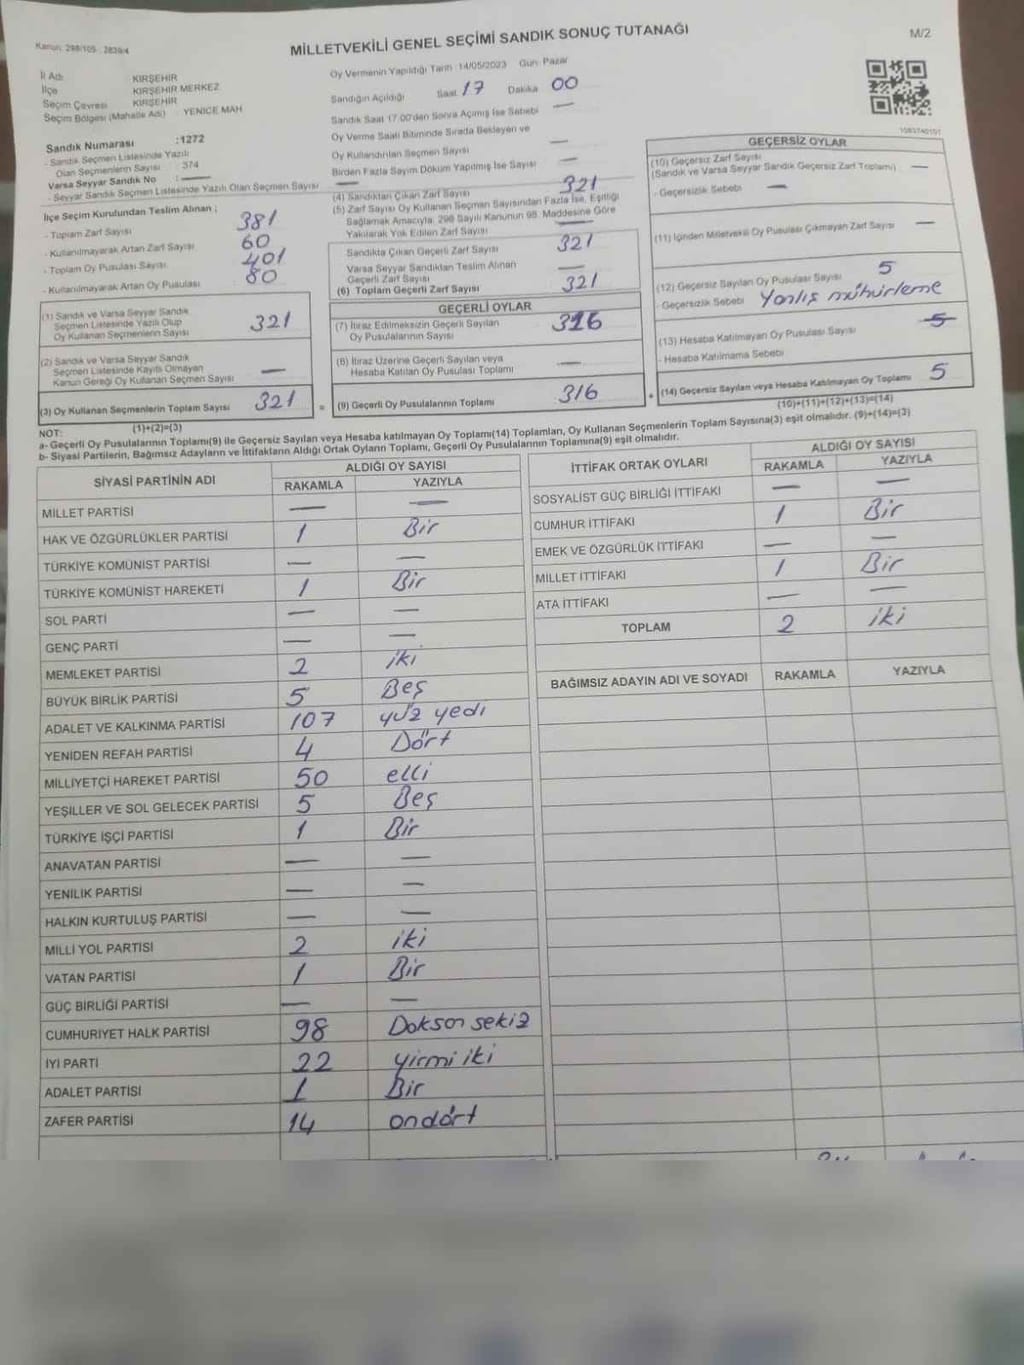 Kanun: 298/105 : 2839/4
MİLLETVEKİLİ GENEL SEÇİMİ SANDIK SONUÇ TUTANAĞI
M/2
İl Adı KIRŞEHİR
İlçe KIRŞEHİR MERKEZ
Seçim Çevresi KIRŞEHİR
Seçim Bölgesi (Mahalle Adı) YENİCE MAH
Sandık Numarası :1272
- Sandık Seçmen Listesinde Yazılı
Olan Seçmenlerin Sayısı : 374
Varsa Seyyar Sandık No : —
- Seyyar Sandık Seçmen Listesinde Yazılı Olan Seçmen Sayısı —
Oy Vermenin Yapıldığı Tarih :14/05/2023 Gün: Pazar
Sandığın Açıldığı Saat 17 Dakika 00
Sandık Saat 17.00'den Sonra Açımış İse Sebebi —
Oy Verme Saati Bitiminde Sırada Bekleyen ve
Oy Kullandırılan Seçmen Sayısı —
Birden Fazla Sayım Döküm Yapılmış İse Sayısı —
1083740101
İlçe Seçim Kurulundan Teslim Alınan ;
- Toplam Zarf Sayısı 381
- Kullanılmayarak Artan Zarf Sayısı 60
- Toplam Oy Pusulası Sayısı 401
- Kullanılmayarak Artan Oy Pusulası 80
(4) Sandıktan Çıkan Zarf Sayısı 321
(5) Zarf Sayısı Oy Kullanan Seçmen Sayısından Fazla İse, Eşitliği
Sağlamak Amacıyla, 298 Sayılı Kanunun 98. Maddesine Göre
Yakılarak Yok Edilen Zarf Sayısı —
Sandıkta Çıkan Geçerli Zarf Sayısı 321
Varsa Seyyar Sandıktan Teslim Alınan
Geçerli Zarf Sayısı —
(6) Toplam Geçerli Zarf Sayısı 321
GEÇERSİZ OYLAR
(10) Geçersiz Zarf Sayısı
(Sandık ve Varsa Seyyar Sandık Geçersiz Zarf Toplamı) —
- Geçersizlik Sebebi —
(11) İçinden Milletvekili Oy Pusulası Çıkmayan Zarf Sayısı —
(12) Geçersiz Sayılan Oy Pusulası Sayısı 5
- Geçersizlik Sebebi Yanlış mühürleme
(13) Hesaba Katılmayan Oy Pusulası Sayısı
- Hesaba Katılmama Sebebi
(14) Geçersiz Sayılan veya Hesaba Katılmayan Oy Toplamı 5
(10)+(11)+(12)+(13)=(14)
(1) Sandık ve Varsa Seyyar Sandık
Seçmen Listesinde Yazılı Olup
Oy Kullanan Seçmenlerin Sayısı 321
(2) Sandık ve Varsa Seyyar Sandık
Seçmen Listesinde Kayıtlı Olmayan
Kanun Gereği Oy Kullanan Seçmen Sayısı —
(3) Oy Kullanan Seçmenlerin Toplam Sayısı 321
(1)+(2)=(3)
GEÇERLİ OYLAR
(7) İtiraz Edilmeksizin Geçerli Sayılan
Oy Pusulalarının Sayısı 316
(8) İtiraz Üzerine Geçerli Sayılan veya
Hesaba Katılan Oy Pusulası Toplamı —
(9) Geçerli Oy Pusulalarının Toplamı 316
NOT:
a- Geçerli Oy Pusulalarının Toplamı(9) ile Geçersiz Sayılan veya Hesaba katılmayan Oy Toplamı(14) Toplamları, Oy Kullanan Seçmenlerin Toplam Sayısına(3) eşit olmalıdır. (9)+(14)=(3)
b- Siyasi Partilerin, Bağımsız Adayların ve İttifakların Aldığı Ortak Oyların Toplamı, Geçerli Oy Pusulalarının Toplamına(9) eşit olmalıdır.
SİYASİ PARTİNİN ADI ALDIĞI OY SAYISI
RAKAMLA YAZIYLA
MİLLET PARTİSİ — —
HAK VE ÖZGÜRLÜKLER PARTİSİ 1 Bir
TÜRKİYE KOMÜNİST PARTİSİ — —
TÜRKİYE KOMÜNİST HAREKETİ 1 Bir
SOL PARTİ — —
GENÇ PARTİ — —
MEMLEKET PARTİSİ 2 iki
BÜYÜK BİRLİK PARTİSİ 5 Beş
ADALET VE KALKINMA PARTİSİ 107 yüz yedi
YENİDEN REFAH PARTİSİ 4 Dört
MİLLİYETÇİ HAREKET PARTİSİ 50 elli
YEŞİLLER VE SOL GELECEK PARTİSİ 5 Beş
TÜRKİYE İŞÇİ PARTİSİ 1 Bir
ANAVATAN PARTİSİ — —
YENİLİK PARTİSİ — —
HALKIN KURTULUŞ PARTİSİ — —
MİLLİ YOL PARTİSİ 2 iki
VATAN PARTİSİ 1 Bir
GÜÇ BİRLİĞİ PARTİSİ — —
CUMHURİYET HALK PARTİSİ 98 Doksan sekiz
İYİ PARTİ 22 yirmi iki
ADALET PARTİSİ 1 Bir
ZAFER PARTİSİ 14 ondört
İTTİFAK ORTAK OYLARI ALDIĞI OY SAYISI
RAKAMLA YAZIYLA
SOSYALİST GÜÇ BİRLİĞİ İTTİFAKI — —
CUMHUR İTTİFAKI 1 Bir
EMEK VE ÖZGÜRLÜK İTTİFAKI — —
MİLLET İTTİFAKI 1 Bir
ATA İTTİFAKI — —
TOPLAM 2 iki
BAĞIMSIZ ADAYIN ADI VE SOYADI RAKAMLA YAZIYLA